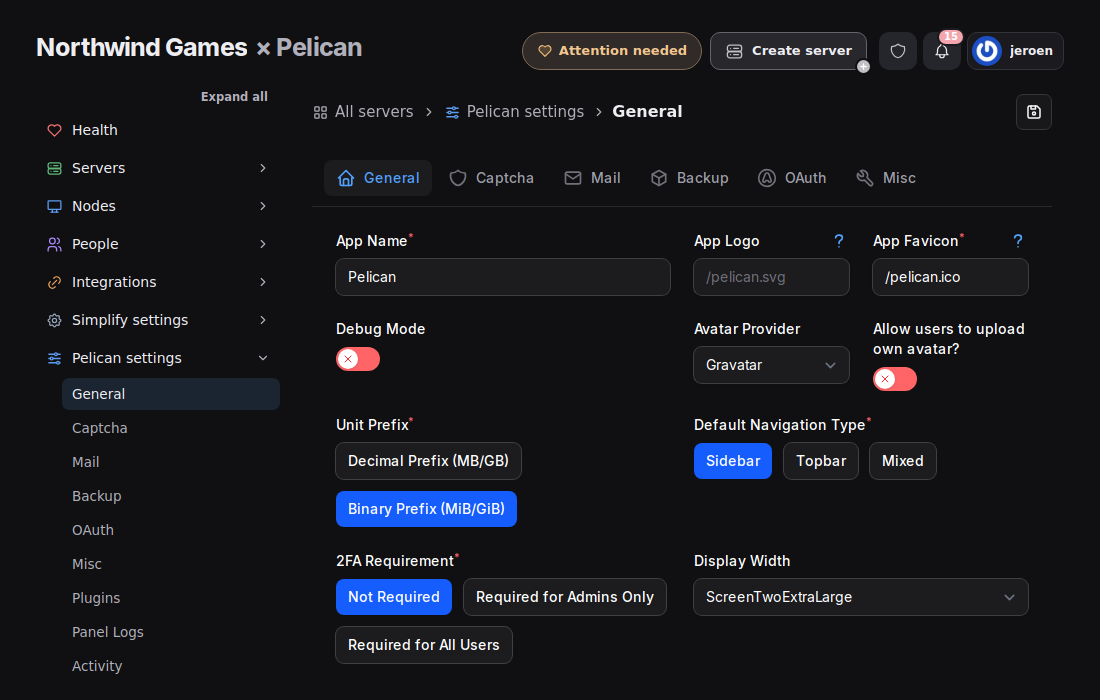 Northwind Games × Pelican
Attention needed
Create server
15
jeroen
Expand all
Health
Servers
Nodes
People
Integrations
Simplify settings
Pelican settings
General
Captcha
Mail
Backup
OAuth
Misc
Plugins
Panel Logs
Activity
All servers > Pelican settings > General
General Captcha Mail Backup OAuth Misc
App Name* App Logo ? App Favicon* ?
Pelican /pelican.svg /pelican.ico
Debug Mode Avatar Provider Allow users to upload
own avatar?
Gravatar
Unit Prefix* Default Navigation Type*
Decimal Prefix (MB/GB) Sidebar Topbar Mixed
Binary Prefix (MiB/GiB)
2FA Requirement* Display Width
Not Required Required for Admins Only ScreenTwoExtraLarge
Required for All Users